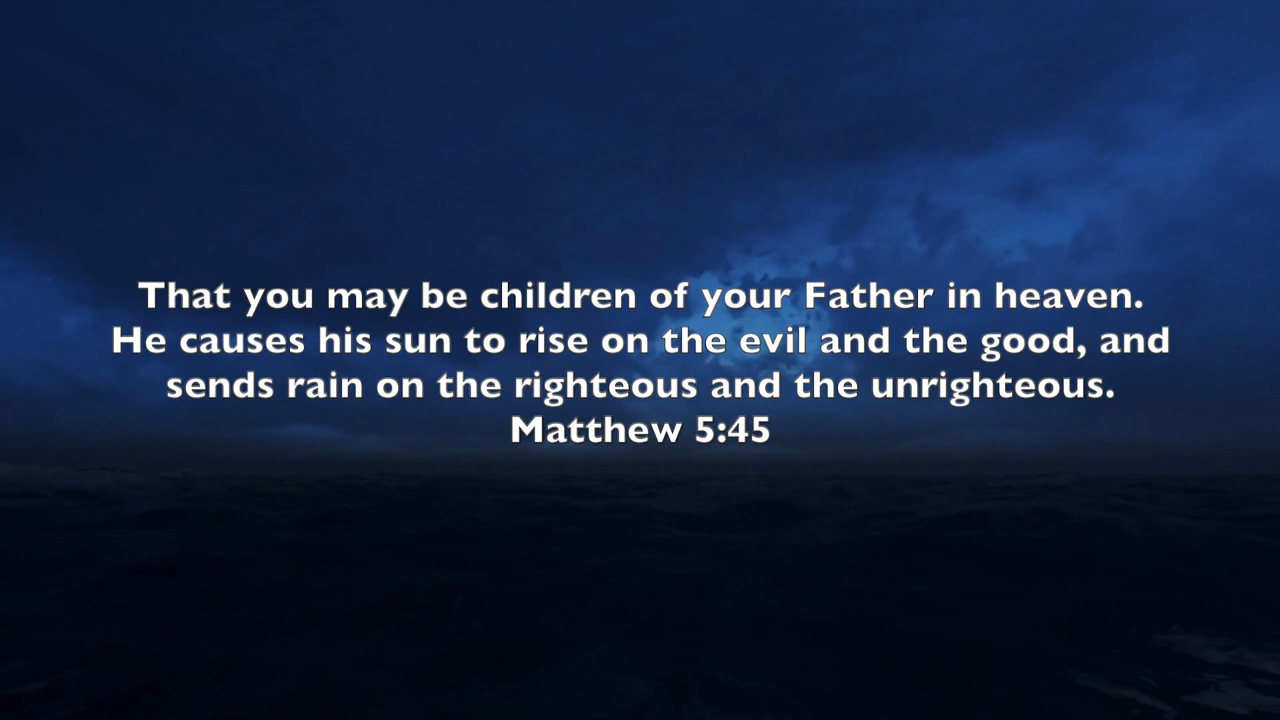 That you may be children of your Father in heaven.
He causes his sun to rise on the evil and the good, and
sends rain on the righteous and the unrighteous.
Matthew 5:45